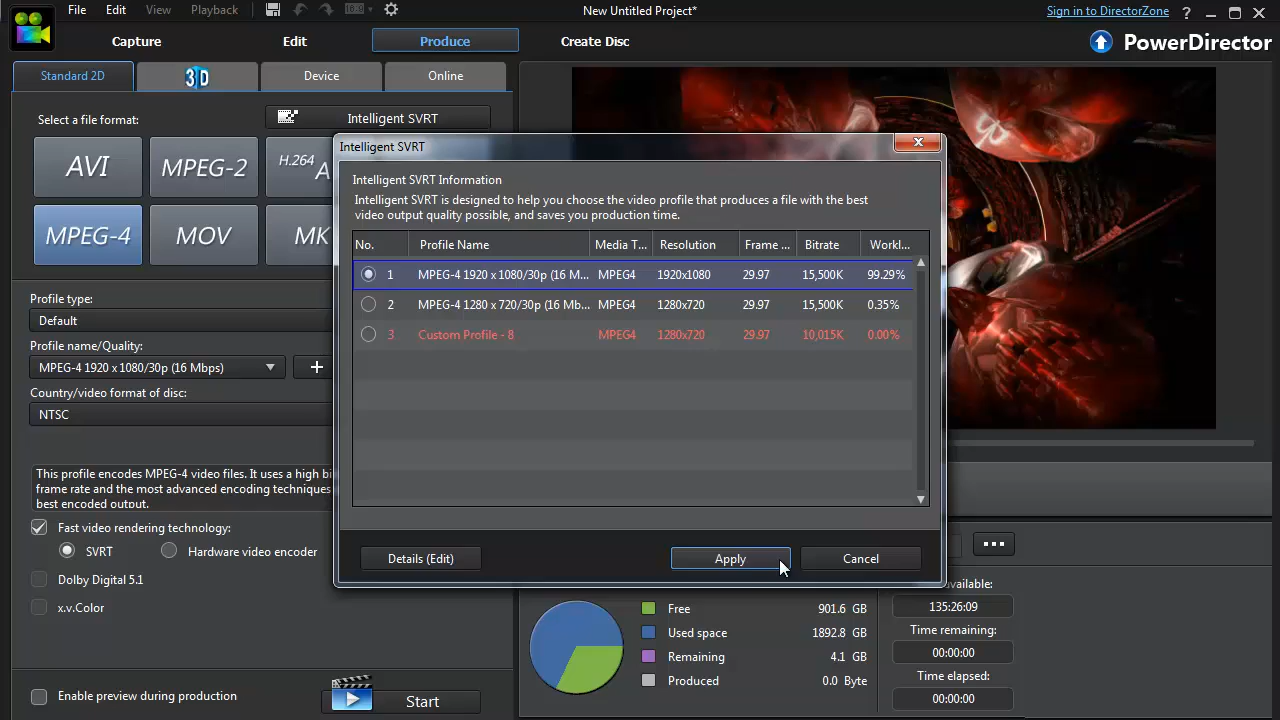 File Edit View Playback
New Untitled Project*
Sign in to DirectorZone ?
Capture Edit Produce Create Disc
PowerDirector
Standard 2D 3D Device Online
Select a file format:
Intelligent SVRT
AVI MPEG-2 H.264 A
MPEG-4 MOV MK
Profile type:
Default
Profile name/Quality:
MPEG-4 1920 x 1080/30p (16 Mbps)
Country/video format of disc:
NTSC
This profile encodes MPEG-4 video files. It uses a high bi
frame rate and the most advanced encoding techniques
best encoded output.
Fast video rendering technology:
SVRT Hardware video encoder
Dolby Digital 5.1
x.v.Color
Enable preview during production
Start
Intelligent SVRT
Intelligent SVRT Information
Intelligent SVRT is designed to help you choose the video profile that produces a file with the best
video output quality possible, and saves you production time.
No. Profile Name Media T... Resolution Frame ... Bitrate Workl...
1 MPEG-4 1920 x 1080/30p (16 M... MPEG4 1920x1080 29.97 15,500K 99.29%
2 MPEG-4 1280 x 720/30p (16 Mb... MPEG4 1280x720 29.97 15,500K 0.35%
3 Custom Profile - 8 MPEG4 1280x720 29.97 10,015K 0.00%
Details (Edit) Apply Cancel
available:
135:26:09
Time remaining:
00:00:00
Time elapsed:
00:00:00
Free 901.6 GB
Used space 1892.8 GB
Remaining 4.1 GB
Produced 0.0 Byte